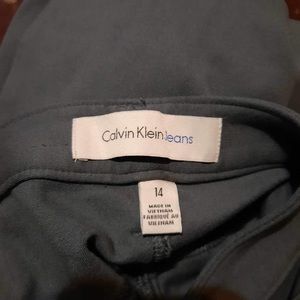 Calvin Klein Jeans
14
MADE IN
VIETNAM
FABRIQUÉ AU
VIETNAM